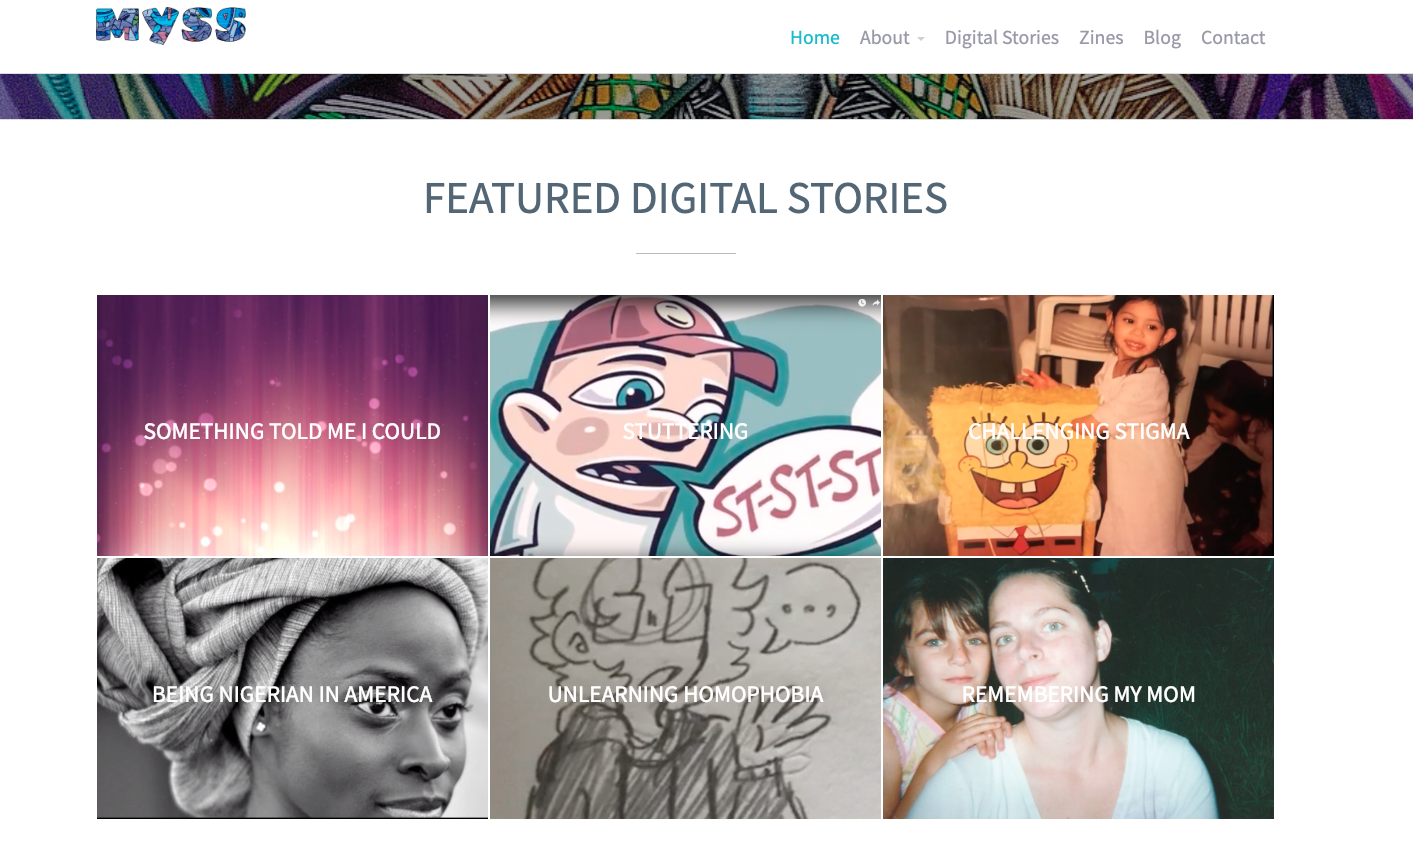 MYSS
Home About Digital Stories Zines Blog Contact
FEATURED DIGITAL STORIES
SOMETHING TOLD ME I COULD
STUTTERING
CHALLENGING STIGMA
ST-ST-ST
BEING NIGERIAN IN AMERICA
UNLEARNING HOMOPHOBIA
REMEMBERING MY MOM